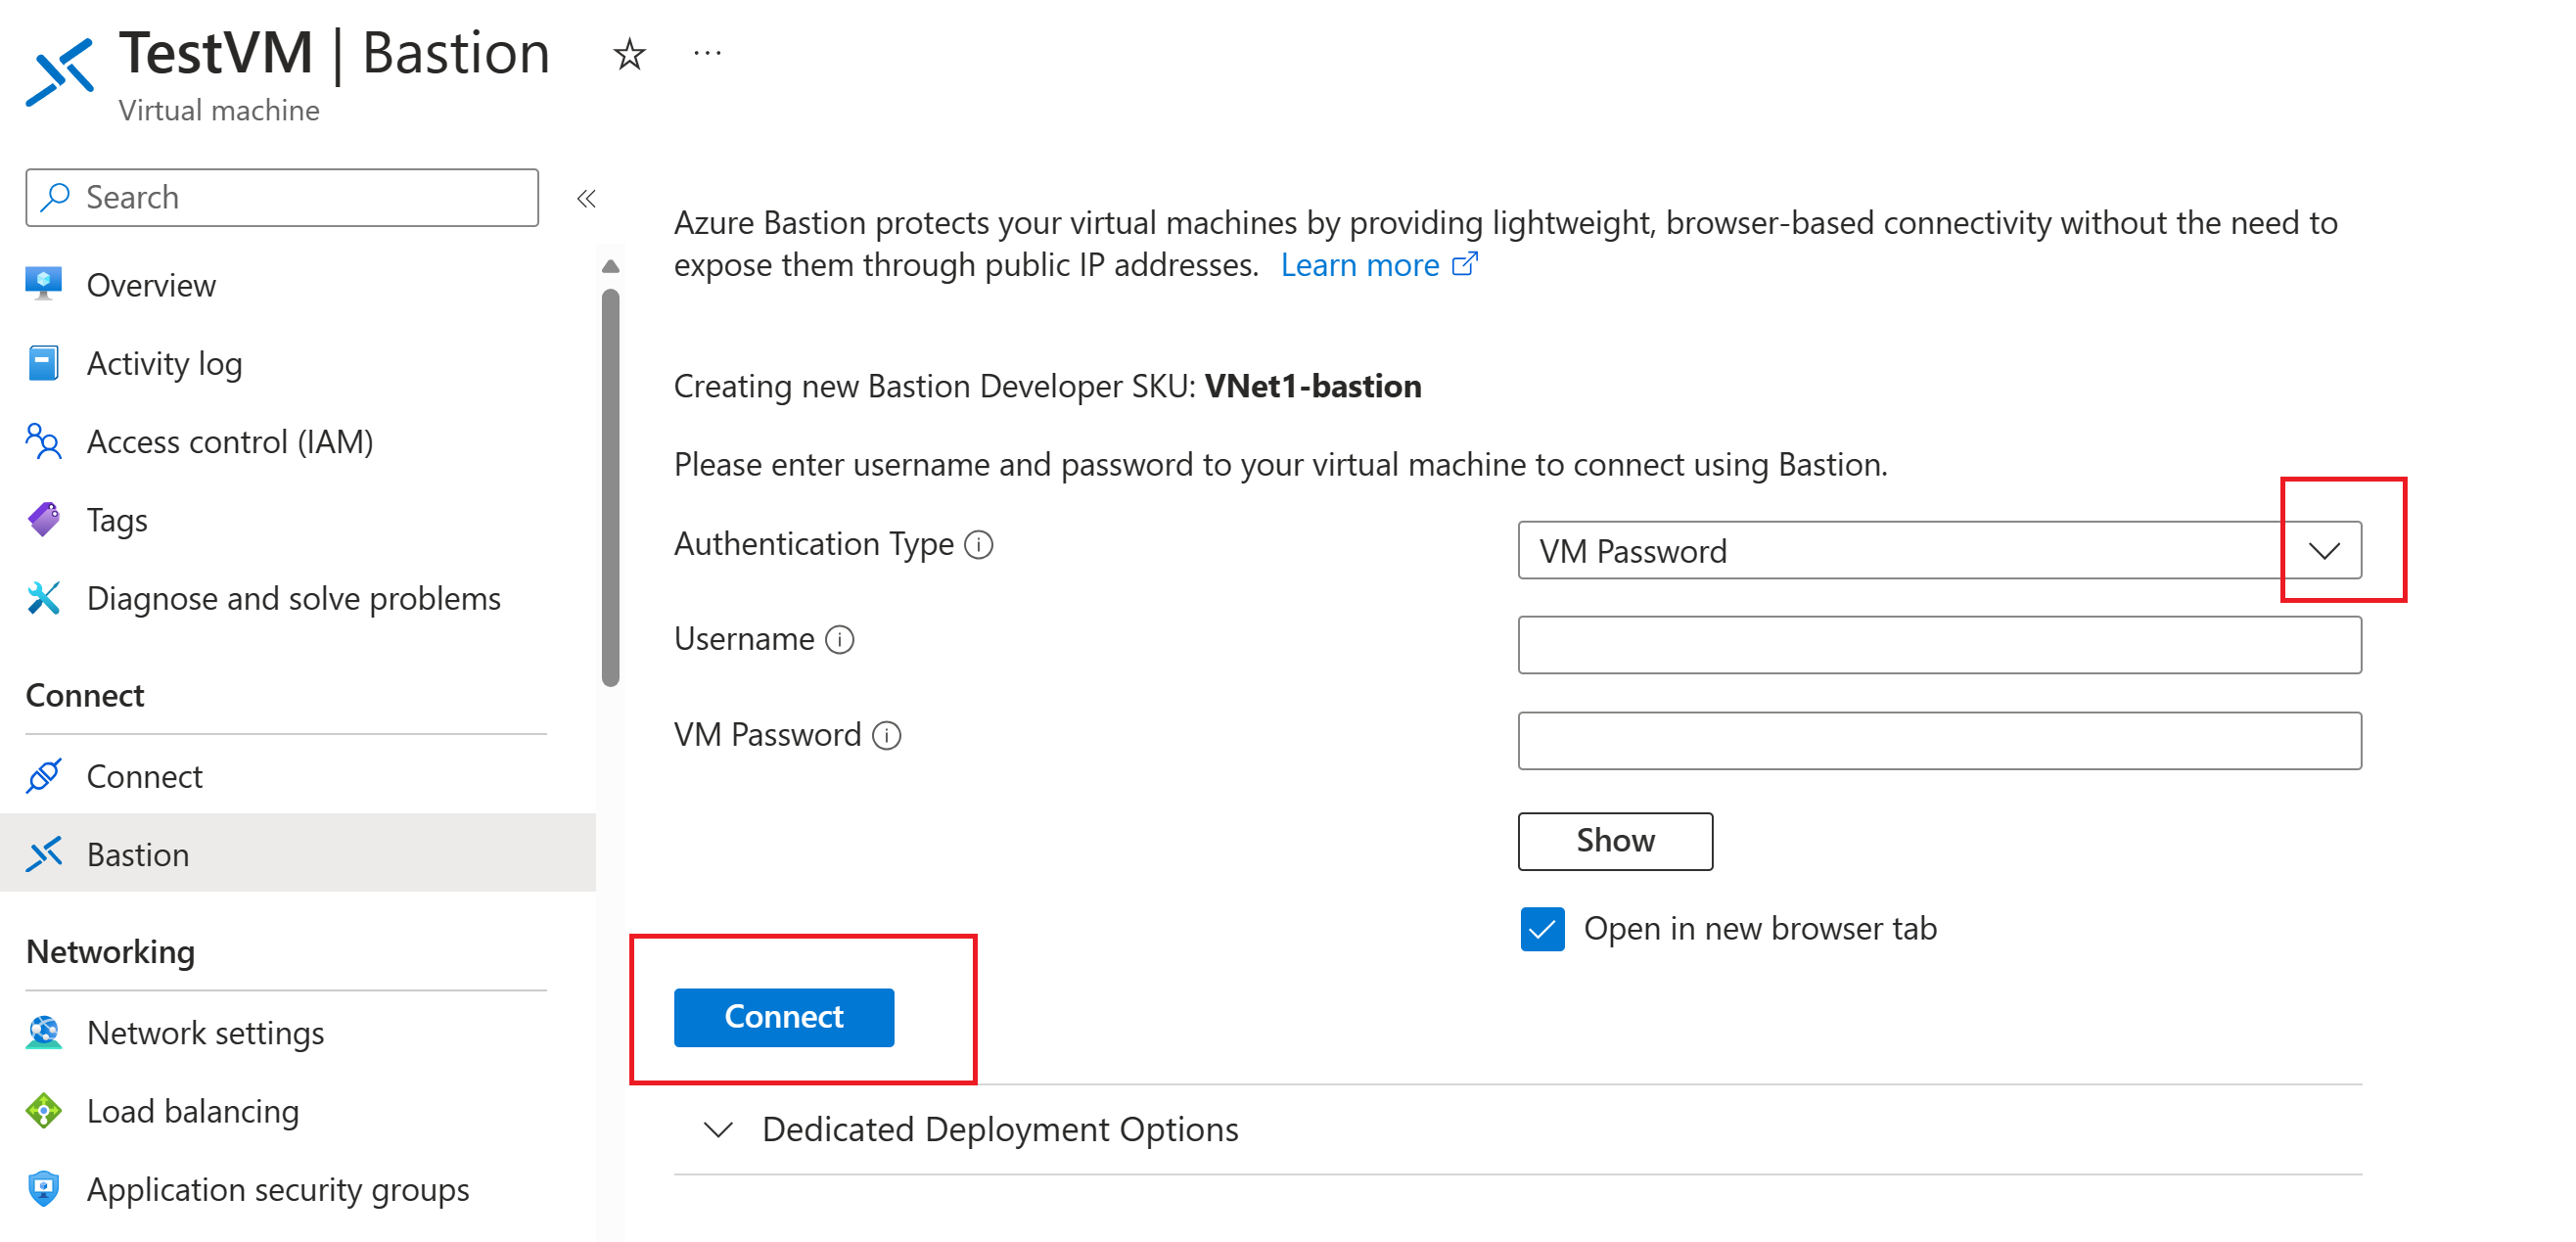 TestVM | Bastion
Virtual machine
Search
Overview
Activity log
Access control (IAM)
Tags
Diagnose and solve problems
Connect
Connect
Bastion
Networking
Network settings
Load balancing
Application security groups
Azure Bastion protects your virtual machines by providing lightweight, browser-based connectivity without the need to
expose them through public IP addresses. Learn more
Creating new Bastion Developer SKU: VNet1-bastion
Please enter username and password to your virtual machine to connect using Bastion.
Authentication Type
VM Password
Username
VM Password
Show
Open in new browser tab
Connect
Dedicated Deployment Options